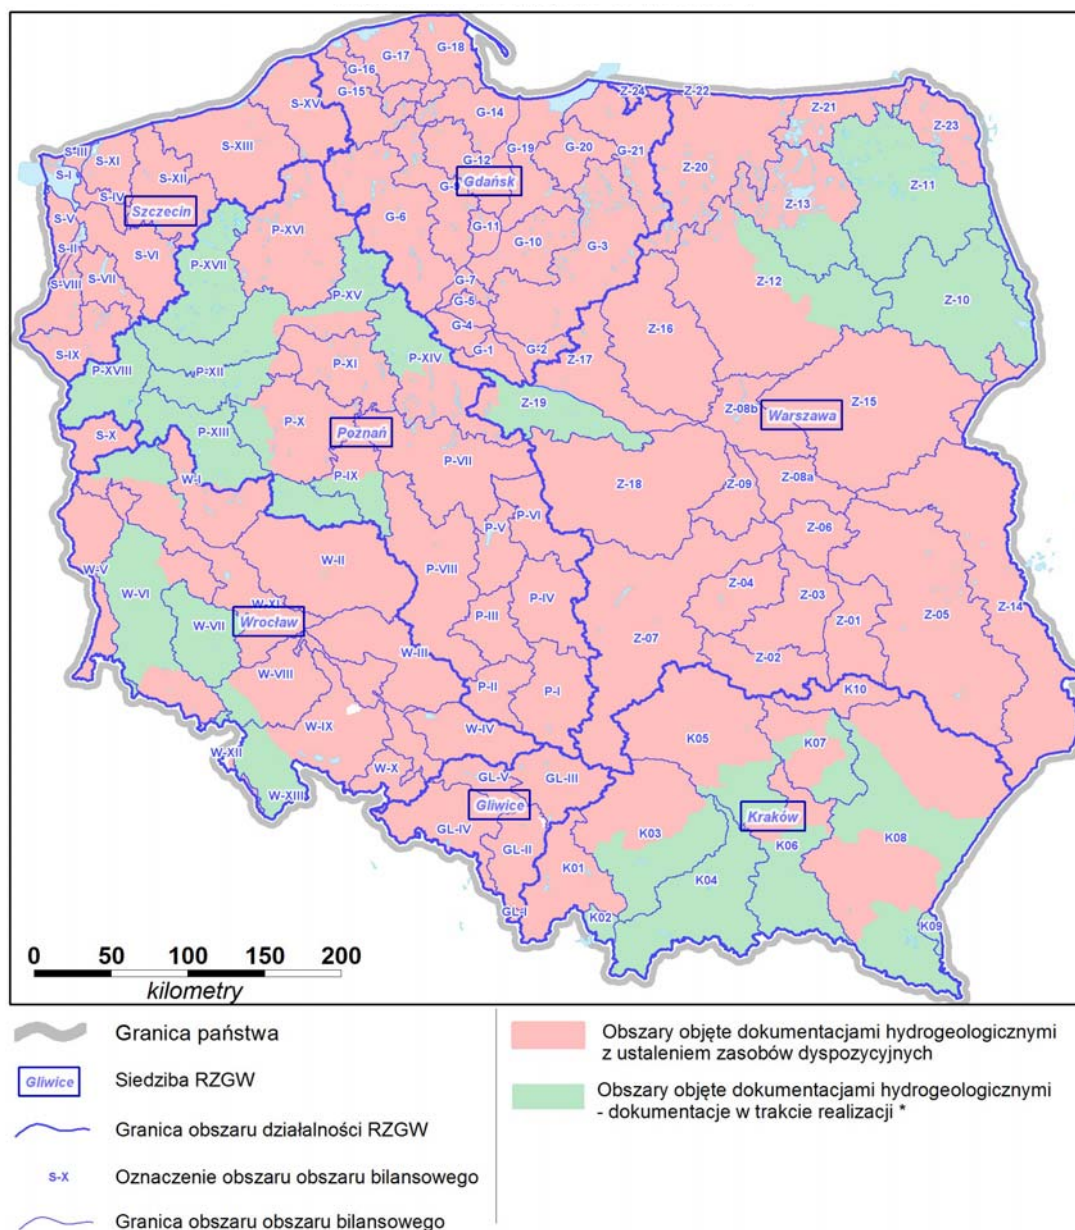 G-18
G-17
G-16
G-15
S-XV
G-14
Z-24
Z-22
Z-21
Z-23
S-III
S-XI
S-XIII
G-19
G-20
G-21
G-12
Z-20
S-I
S-XII
Gdańsk
Z-11
S-IV
Szczecin
Z-13
S-V
G-6
G-11
P-XVI
G-10
G-3
S-II
S-VI
P-XVII
S-VII
S-VIII
G-7
Z-12
P-XV
G-5
Z-10
G-4
Z-16
S-IX
G-1
G-2
P-XIV
Z-17
P-XI
P-XVIII
P-XII
Z-19
Z-08b
Warszawa
Z-15
P-X
Poznań
P-XIII
S-X
P-VII
W-I
P-IX
Z-18
Z-09
Z-08a
P-VI
P-V
Z-06
W-II
W-V
P-VIII
W-VI
Z-04
P-IV
Z-03
Z-14
W-XI
P-III
Z-01
Z-05
Wrocław
W-VII
Z-07
W-III
Z-02
W-VIII
P-II
P-I
K10
W-IX
W-IV
K05
K07
W-XII
W-X
GL-V
GL-III
W-XIII
Gliwice
Kraków
GL-IV
K03
K08
GL-II
K06
K01
K04
GL-I
K02
K09
0 50 100 150 200
kilometry
Granica państwa
Gliwice
Siedziba RZGW
Granica obszaru działalności RZGW
S-X
Oznaczenie obszaru obszaru bilansowego
Granica obszaru obszaru bilansowego
Obszary objęte dokumentacjami hydrogeologicznymi
z ustaleniem zasobów dyspozycyjnych
Obszary objęte dokumentacjami hydrogeologicznymi
- dokumentacje w trakcie realizacji *